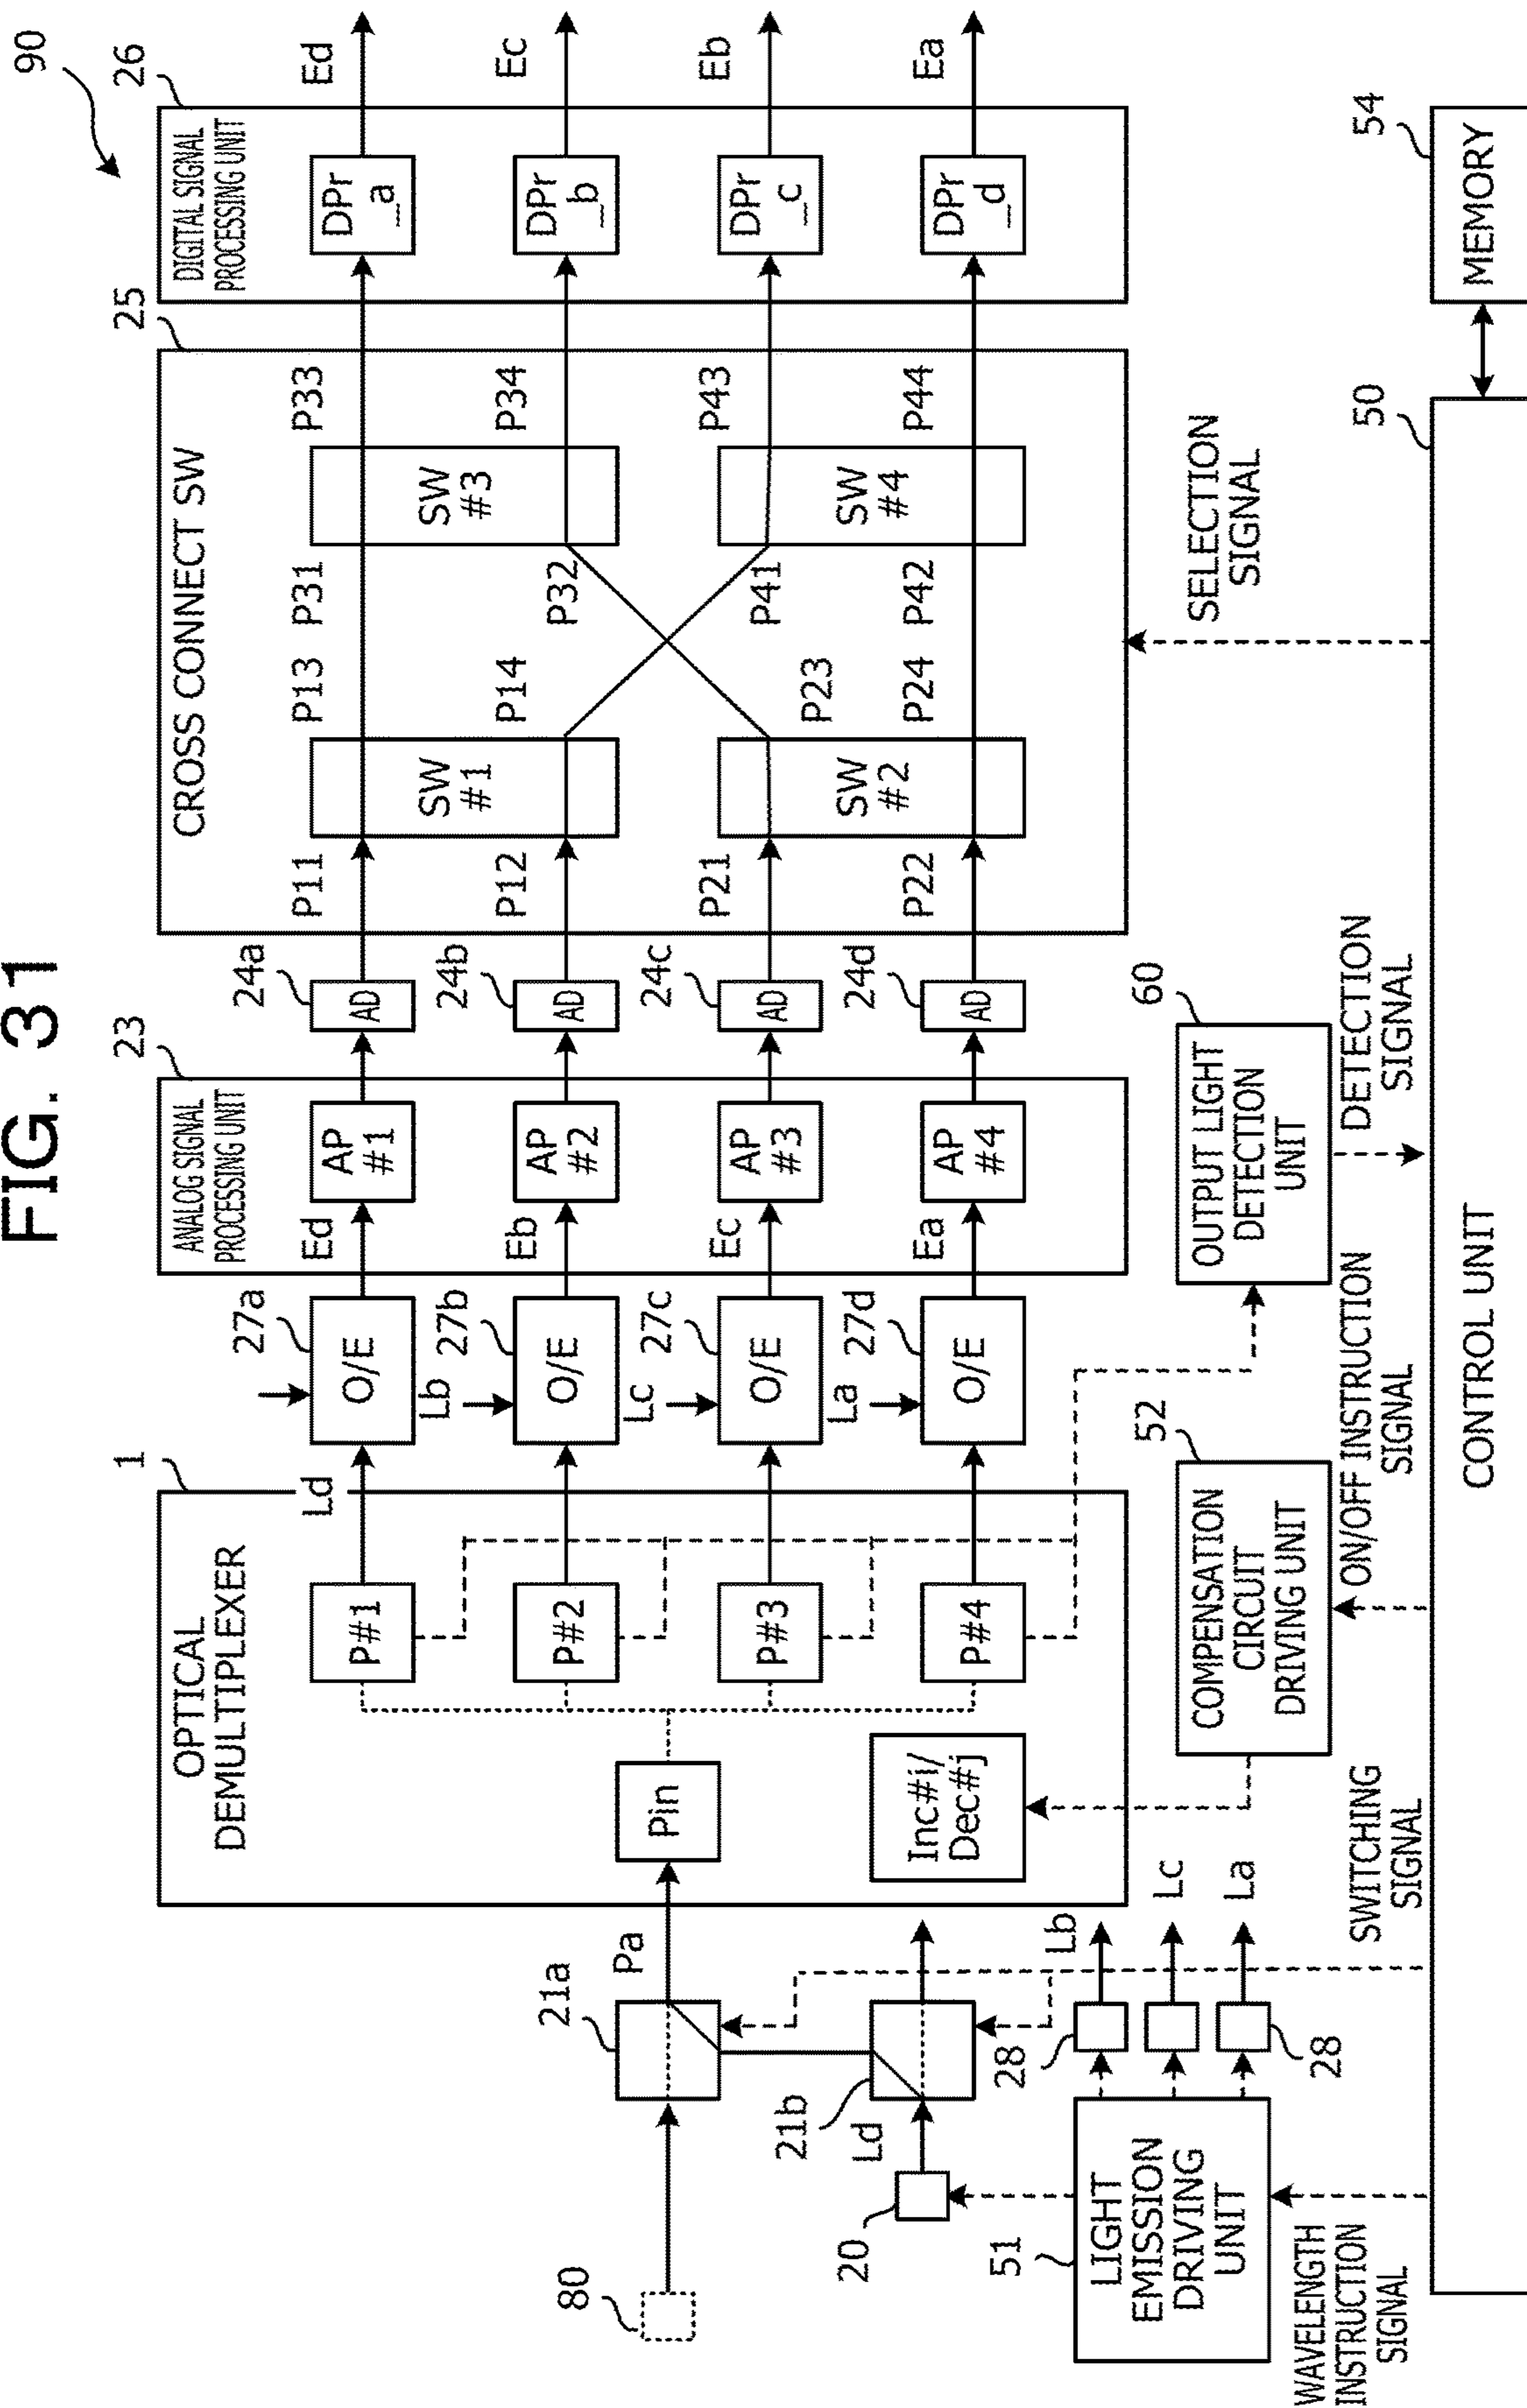 FIG. 31
90
1
OPTICAL
DEMULTIPLEXER
23
ANALOG SIGNAL
PROCESSING UNIT
25
CROSS CONNECT SW
26
DIGITAL SIGNAL
PROCESSING UNIT
80
21a
Pa
Pin
P#1
P#2
P#3
P#4
Inc#i/
Dec#j
Ld
27a
O/E
Ed
AP
#1
24a
AD
P11
P13
P31
P33
DPr
_a
Ed
Lb
27b
O/E
Eb
AP
#2
24b
AD
P12
P14
P32
P34
DPr
_b
Ec
SW
#1
SW
#3
Lc
27c
O/E
Ec
AP
#3
24c
AD
P21
P23
P41
P43
DPr
_c
Eb
La
27d
O/E
Ea
AP
#4
24d
AD
P22
P24
P42
P44
DPr
_d
Ea
SW
#2
SW
#4
21b
Ld
20
28
28
Lb
Lc
La
51
LIGHT
EMISSION
DRIVING
UNIT
52
COMPENSATION
CIRCUIT
DRIVING UNIT
60
OUTPUT LIGHT
DETECTION
UNIT
WAVELENGTH
INSTRUCTION
SIGNAL
SWITCHING
SIGNAL
ON/OFF INSTRUCTION
SIGNAL
DETECTION
SIGNAL
SELECTION
SIGNAL
50
CONTROL UNIT
54
MEMORY